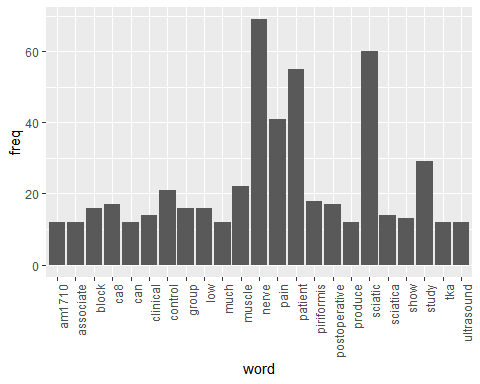 60
40
20
0
freq
am1710
associate
block
ca8
can
clinical
control
group
low
much
muscle
nerve
pain
patient
piriformis
postoperative
produce
sciatic
sciatica
show
study
tka
ultrasound
word